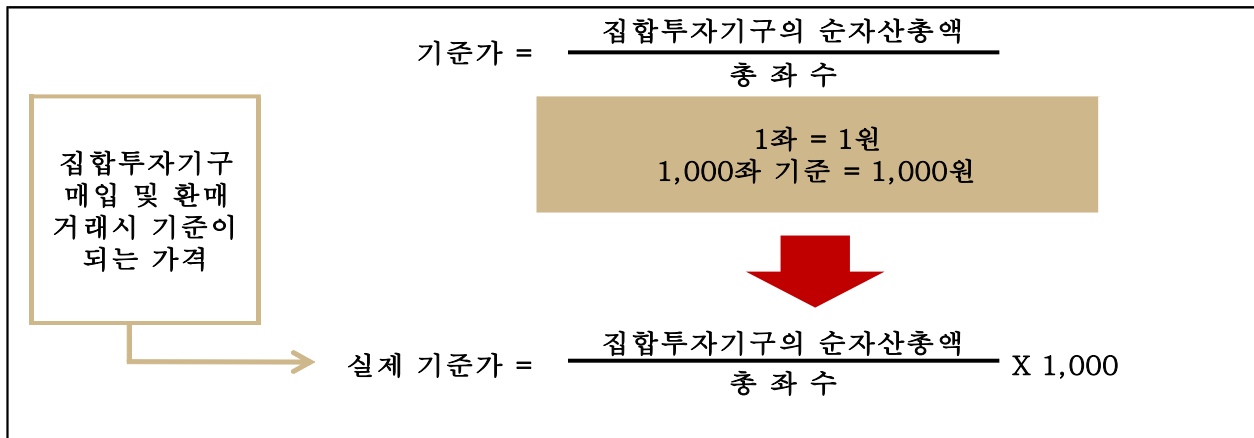 기준가 =
집합투자기구의 순자산총액
총 좌 수
1좌 = 1원
1,000좌 기준 = 1,000원
집합투자기구
매입 및 환매
거래시 기준이
되는 가격
실제 기준가 =
집합투자기구의 순자산총액
총 좌 수
X 1,000